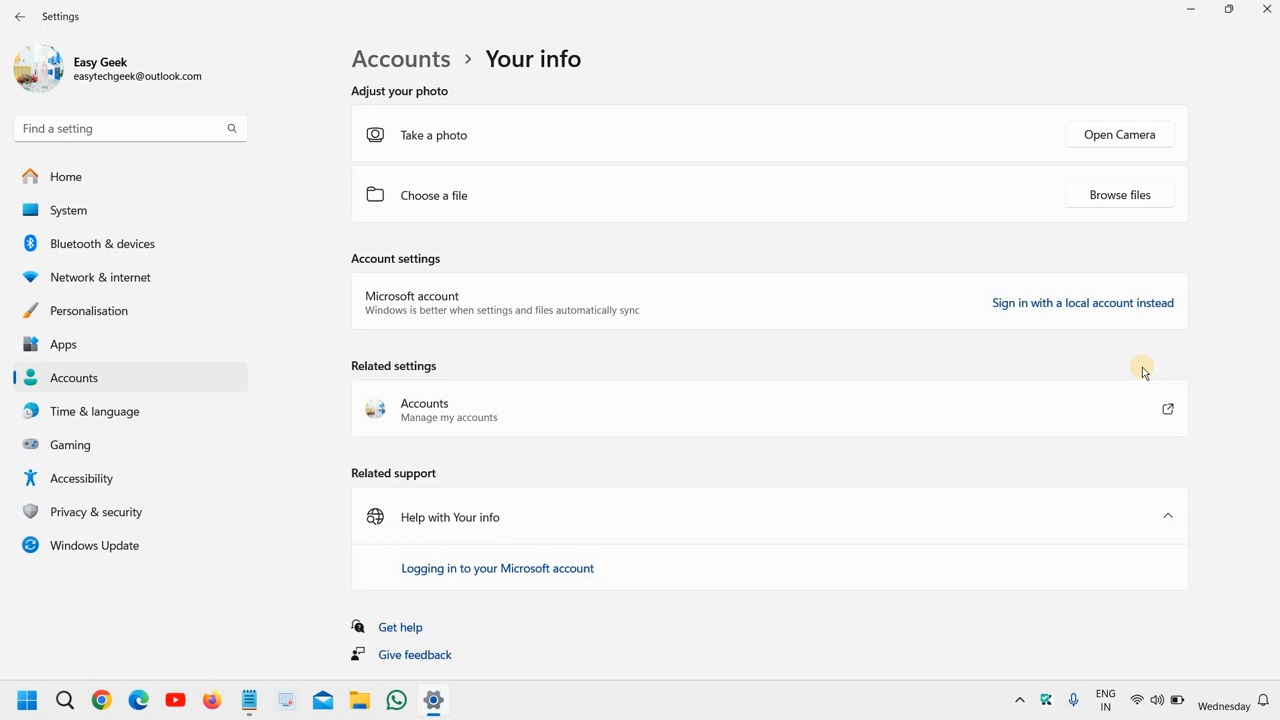 Settings
Easy Geek
easytechgeek@outlook.com
Find a setting
Home
System
Bluetooth & devices
Network & internet
Personalisation
Apps
Accounts
Time & language
Gaming
Accessibility
Privacy & security
Windows Update
Accounts > Your info
Adjust your photo
Take a photo
Open Camera
Choose a file
Browse files
Account settings
Microsoft account
Windows is better when settings and files automatically sync
Sign in with a local account instead
Related settings
Accounts
Manage my accounts
Related support
Help with Your info
Logging in to your Microsoft account
Get help
Give feedback
ENG
IN
Wednesday